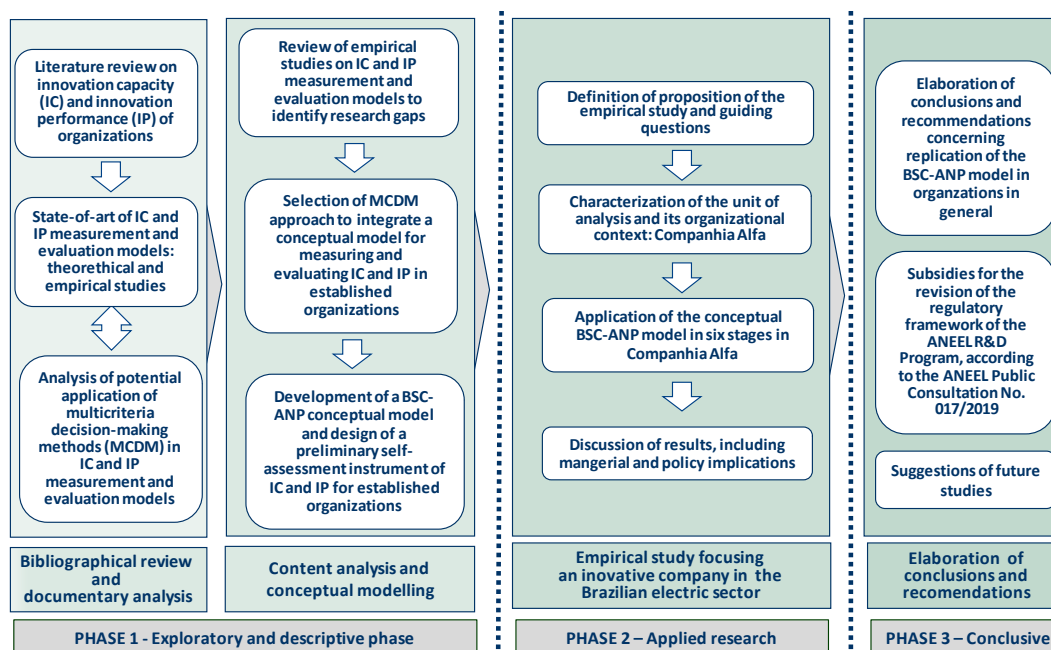 Literature review on
innovation capacity
(IC) and innovation
performance (IP) of
organizations
State-of-art of IC and
IP measurement and
evaluation models:
theorethical and
empirical studies
Analysis of potential
application of
multicriteria
decision-making
methods (MCDM) in
IC and IP
measurement and
evaluation models
Bibliographical review
and
documentary analysis
Review of empirical
studies on IC and IP
measurement and
evaluation models to
identify research gaps
Selection of MCDM
approach to integrate a
conceptual model for
measuring and
evaluating IC and IP in
established
organizations
Development of a BSC-
ANP conceptual model
and design of a
preliminary self-
assessment instrument of
IC and IP for established
organizations
Content analysis and
conceptual modelling
PHASE 1 - Exploratory and descriptive phase
Definition of proposition of the
empirical study and guiding
questions
Characterization of the unit of
analysis and its organizational
context: Companhia Alfa
Application of the conceptual
BSC-ANP model in six stages in
Companhia Alfa
Discussion of results, including
mangerial and policy implications
Empirical study focusing
an inovative company in the
Brazilian electric sector
PHASE 2 – Applied research
Elaboration of
conclusions and
recommendations
concerning
replication of the
BSC-ANP model in
organzations in
general
Subsidies for the
revision of the
regulatory
framework of the
ANEEL R&D
Program, according
to the ANEEL Public
Consultation No.
017/2019
Suggestions of future
studies
Elaboration of
conclusions and
recomendations
PHASE 3 – Conclusive